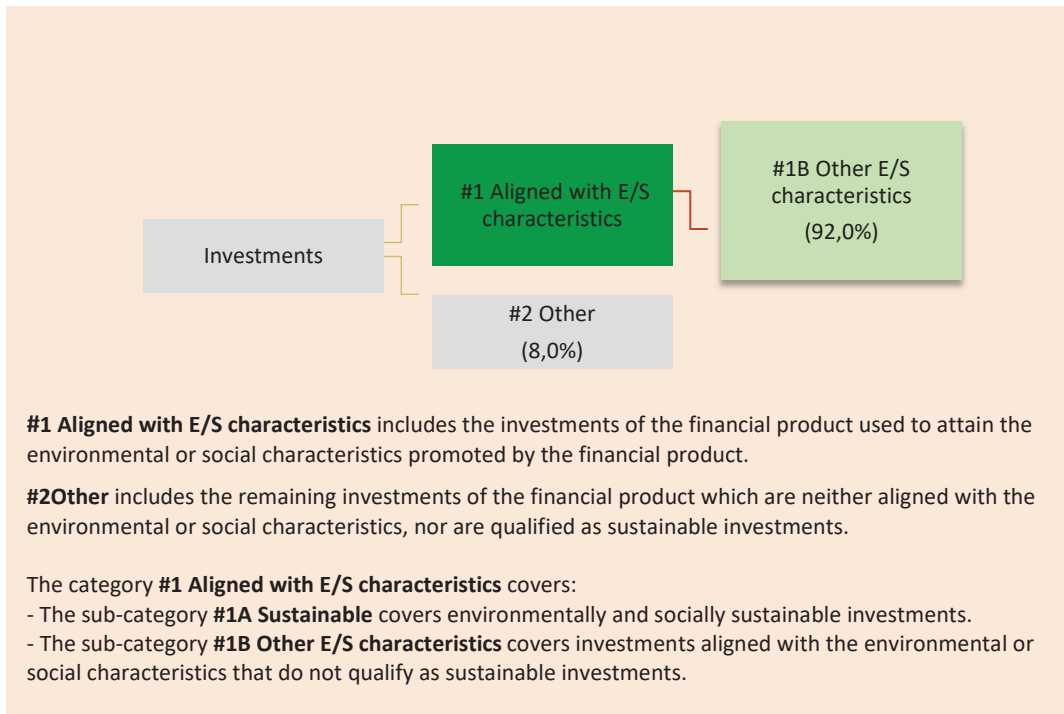 #1B Other E/S
characteristics
(92,0%)
#1 Aligned with E/S
characteristics
Investments
#2 Other
(8,0%)
#1 Aligned with E/S characteristics includes the investments of the financial product used to attain the
environmental or social characteristics promoted by the financial product.
#2Other includes the remaining investments of the financial product which are neither aligned with the
environmental or social characteristics, nor are qualified as sustainable investments.
The category #1 Aligned with E/S characteristics covers:
- The sub-category #1A Sustainable covers environmentally and socially sustainable investments.
- The sub-category #1B Other E/S characteristics covers investments aligned with the environmental or
social characteristics that do not qualify as sustainable investments.